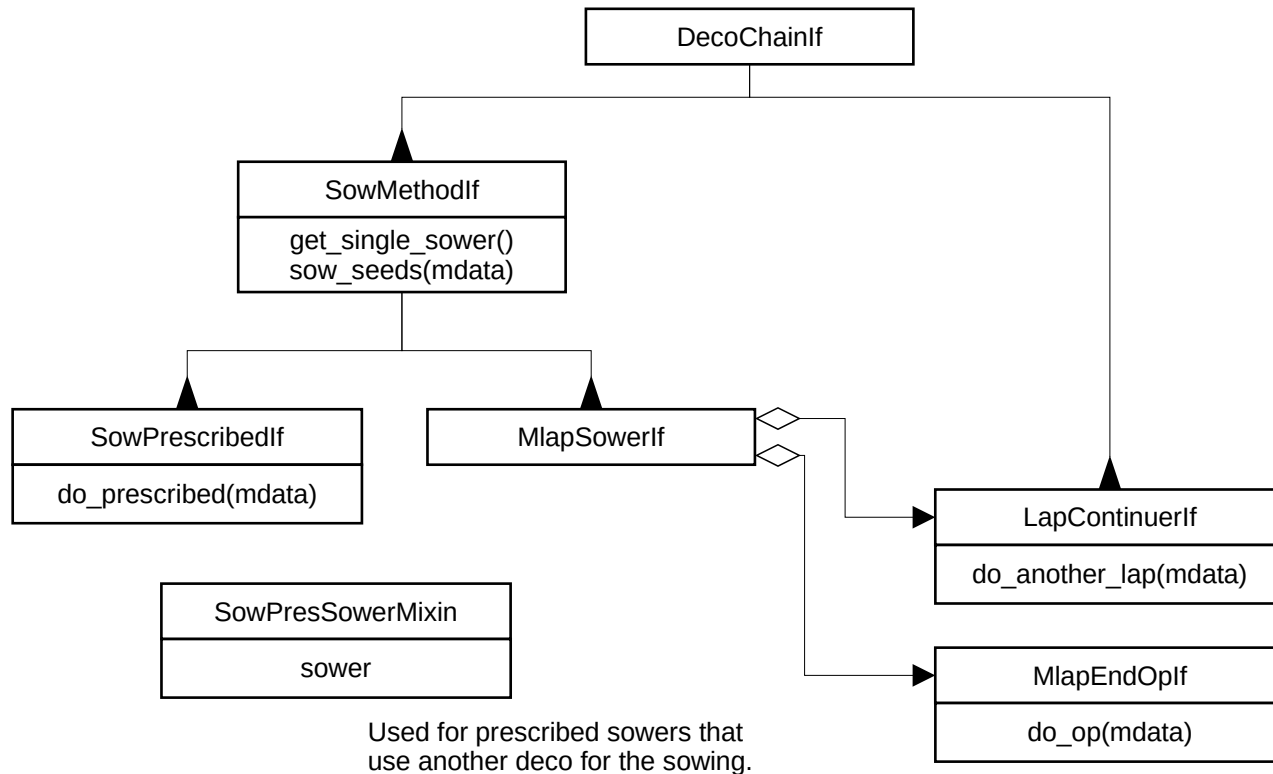 DecoChainIf
SowMethodIf
get_single_sower()
sow_seeds(mdata)
SowPrescribedIf
do_prescribed(mdata)
MlapSowerIf
LapContinuerIf
do_another_lap(mdata)
SowPresSowerMixin
sower
MlapEndOpIf
do_op(mdata)
Used for prescribed sowers that
use another deco for the sowing.